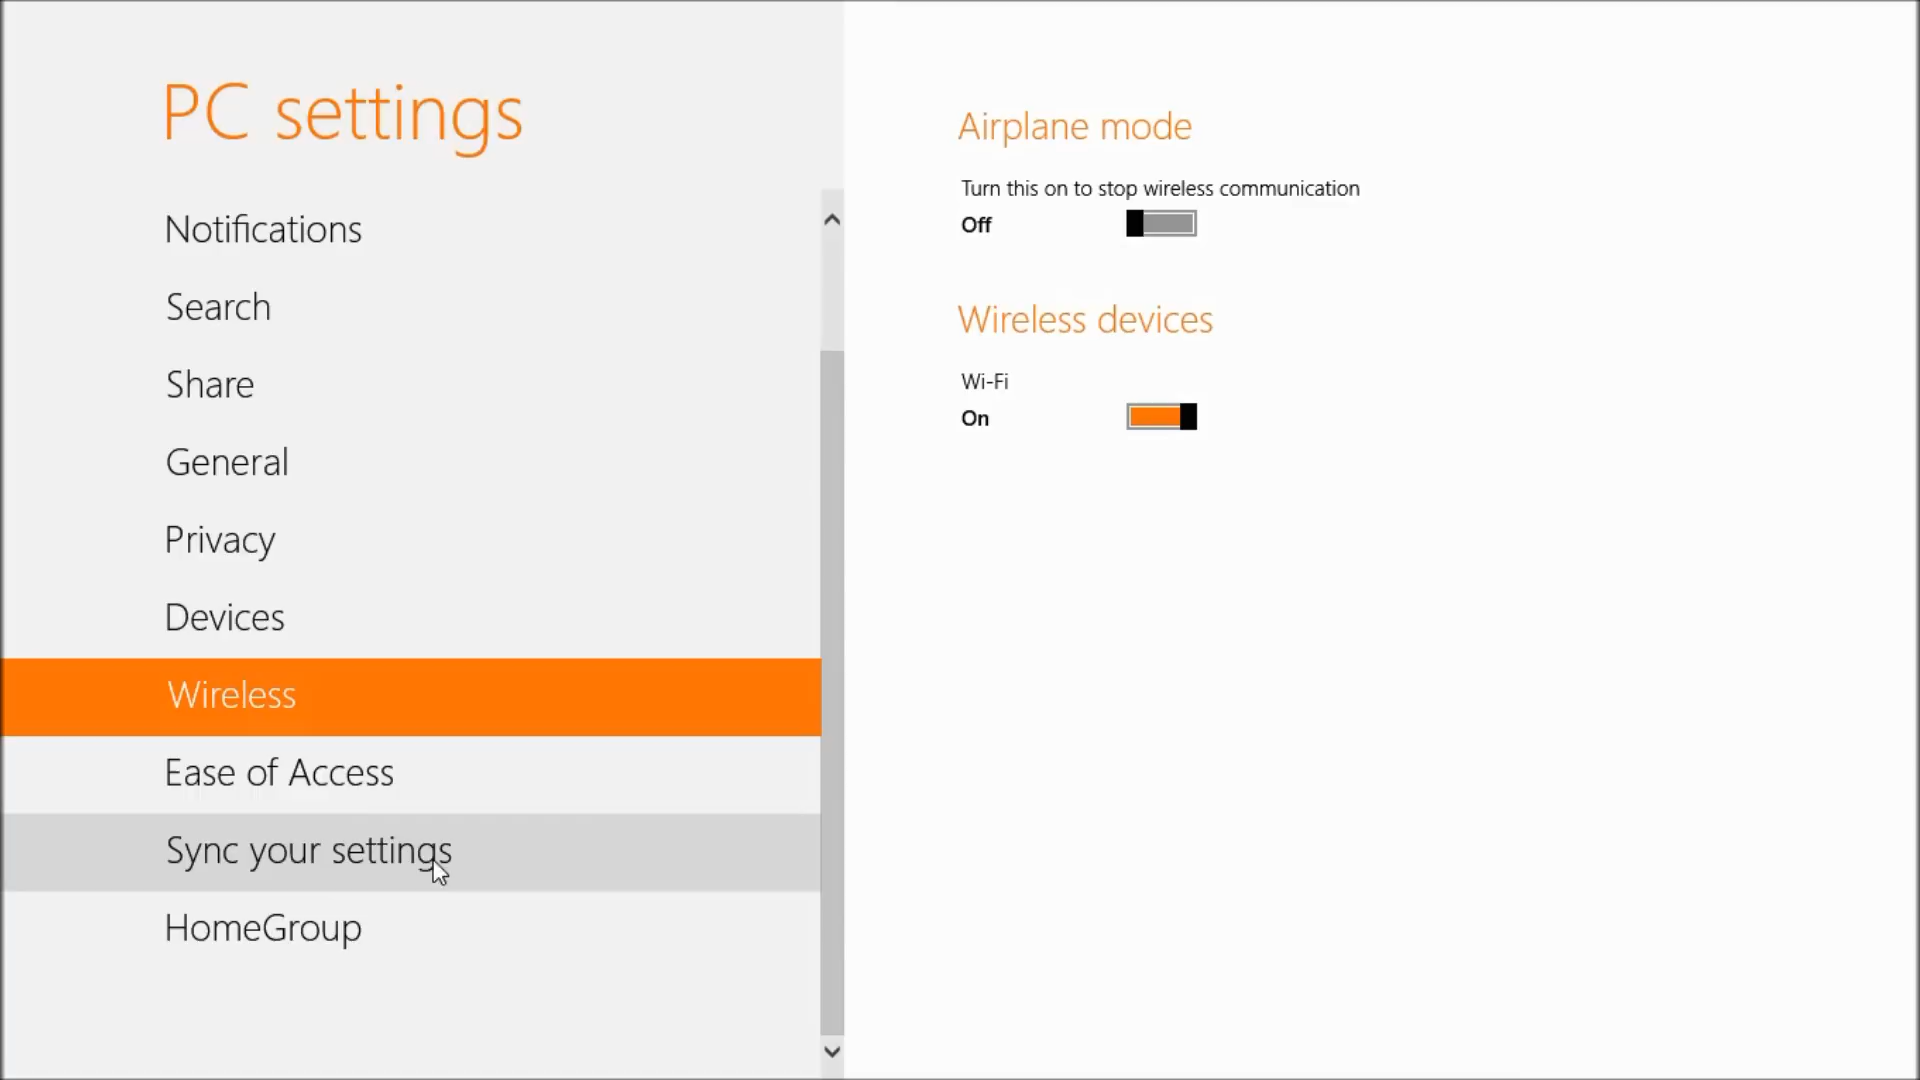 PC settings
Notifications
Search
Share
General
Privacy
Devices
Wireless
Ease of Access
Sync your settings
HomeGroup
Airplane mode
Turn this on to stop wireless communication
Off
Wireless devices
Wi-Fi
On